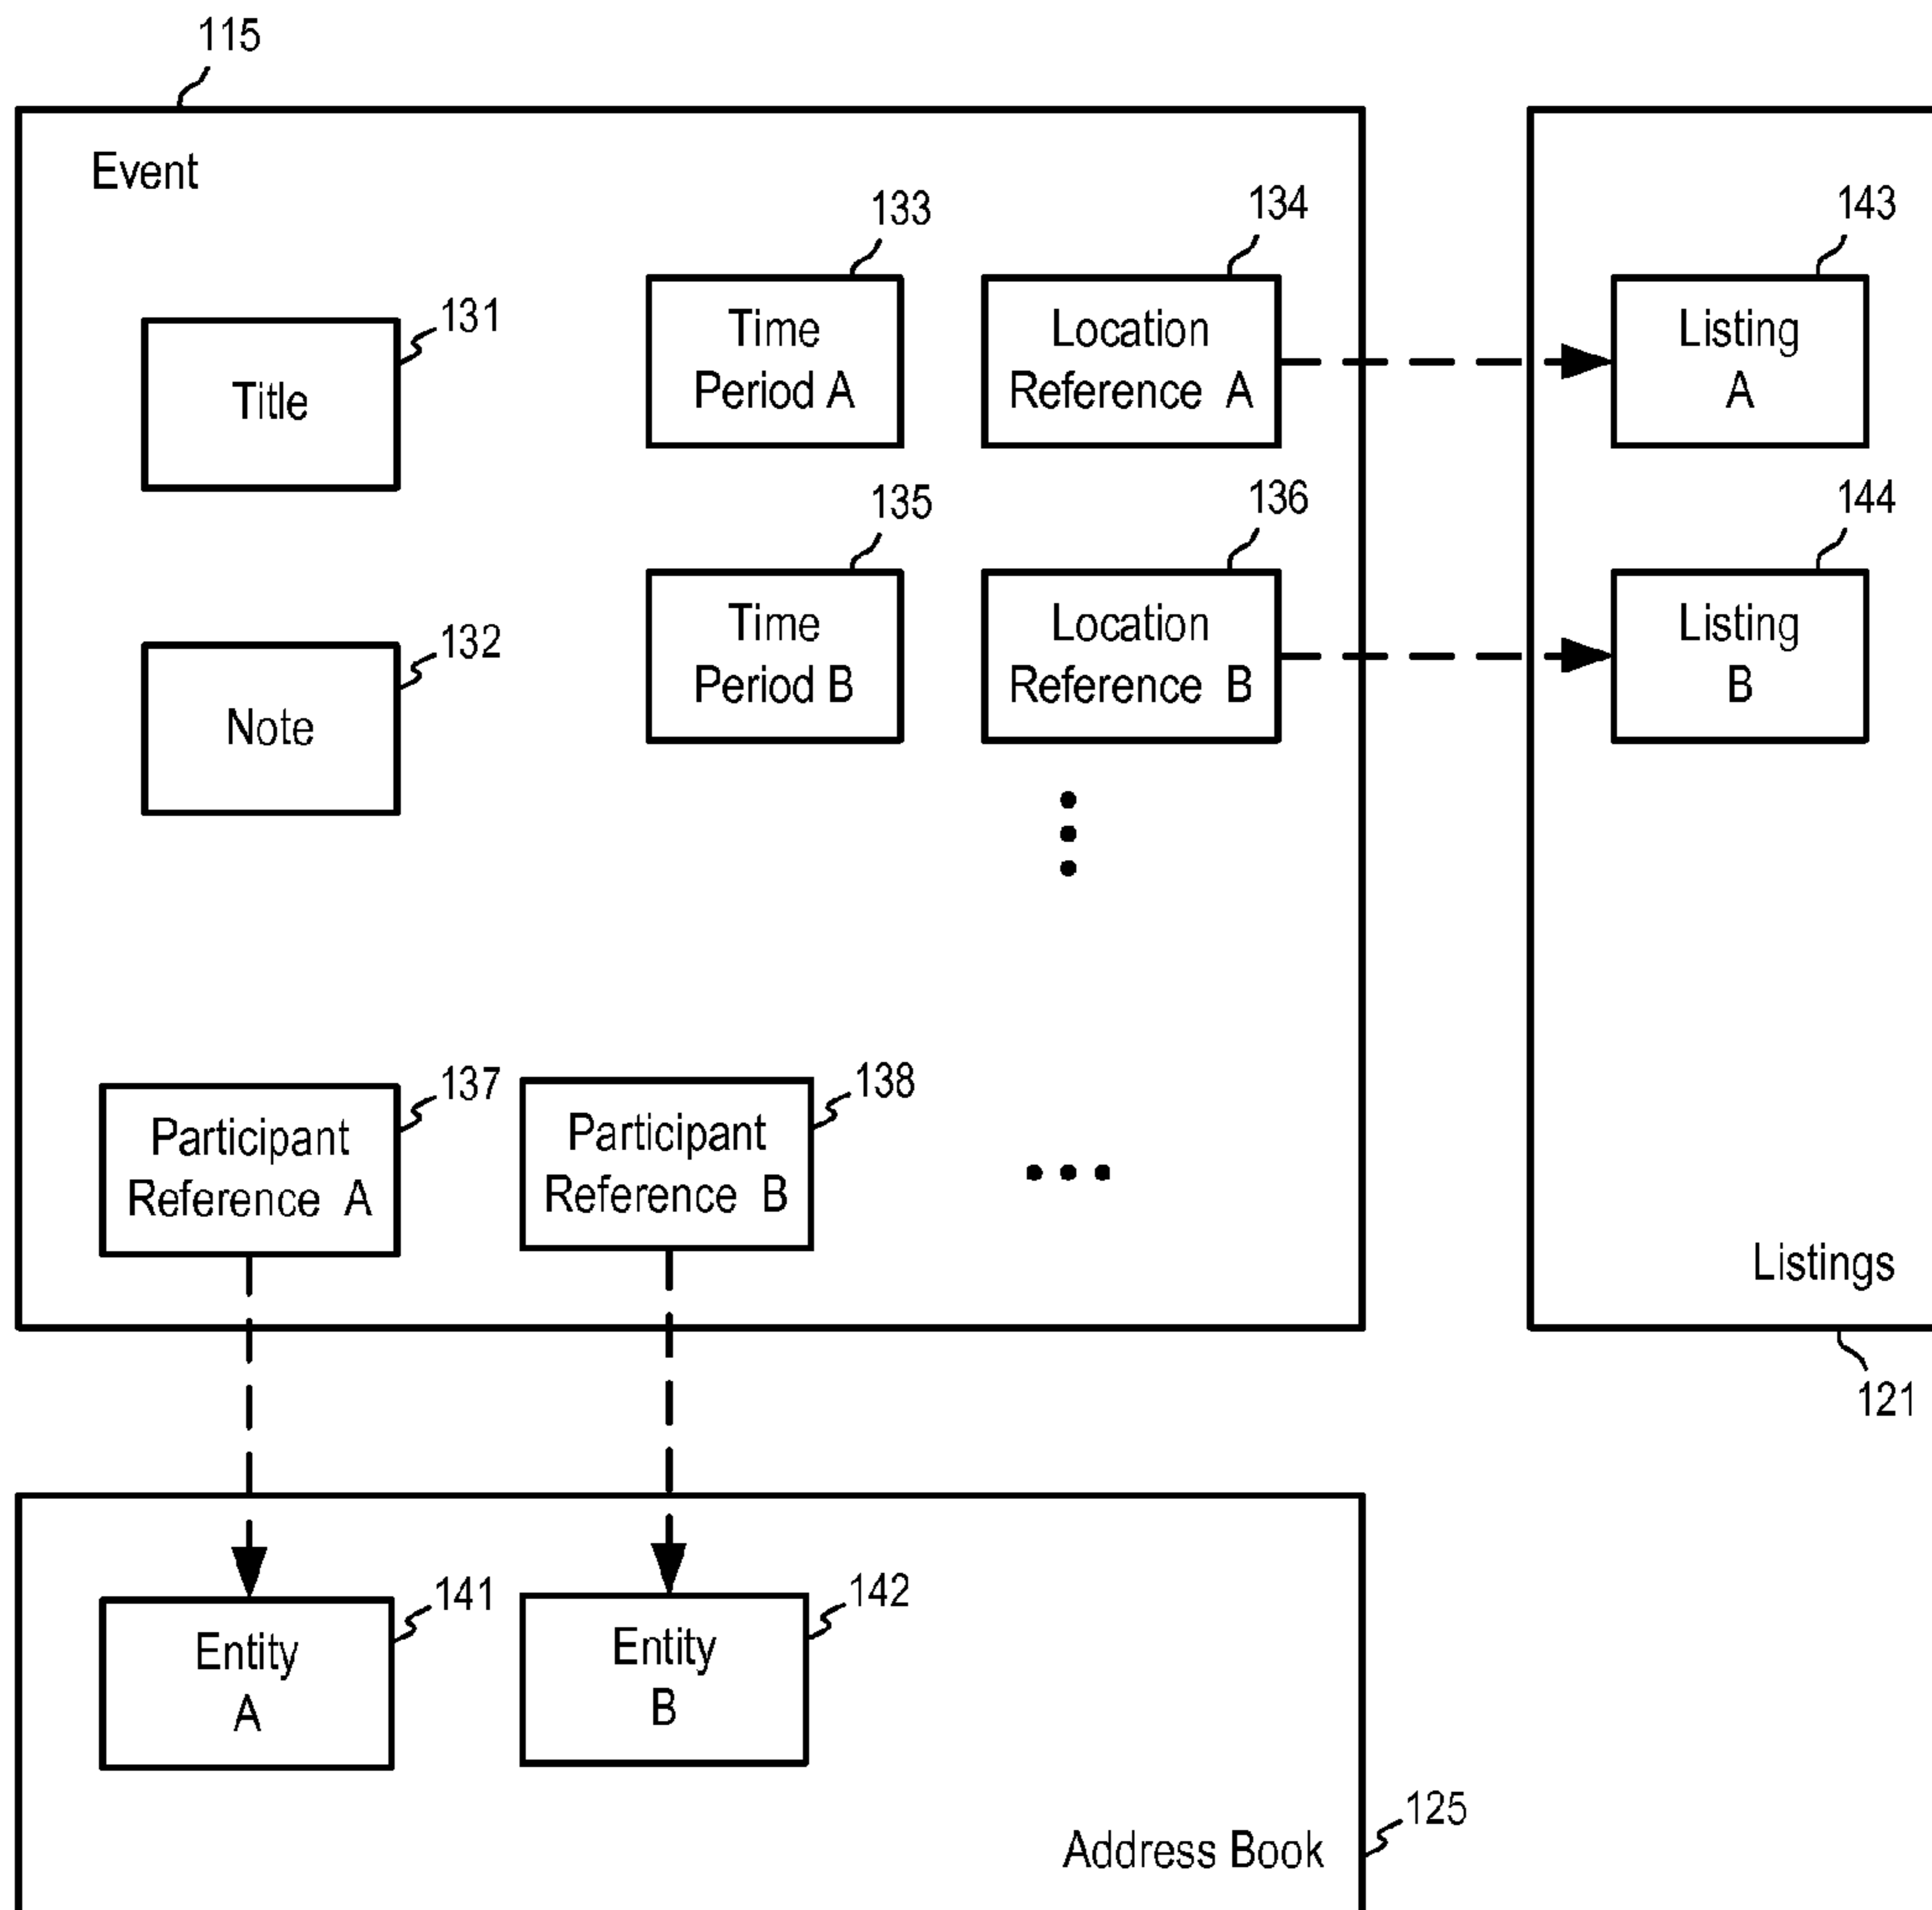 115
Event
133
134
143
131
Time
Period A
Location
Reference A
Listing
A
Title
135
136
144
132
Time
Period B
Location
Reference B
Listing
B
Note
137
138
Participant
Reference A
Participant
Reference B
Listings
121
141
142
Entity
A
Entity
B
125
Address Book